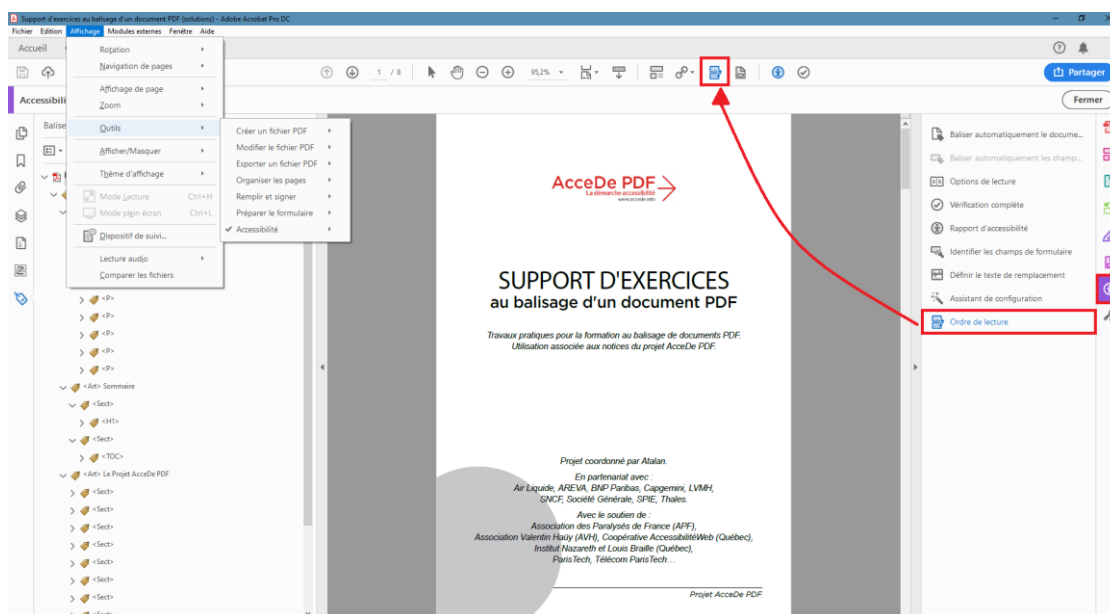 Support d'exercices au balisage d'un document PDF (solutions) - Adobe Acrobat Pro DC
Fichier Edition Affichage Modules externes Fenêtre Aide
Accueil
1 / 8
95,2%
Partager
Fermer
Rotation
Navigation de pages
Affichage de page
Zoom
Outils
Afficher/Masquer
Thème d'affichage
Mode Lecture Ctrl+H
Mode plein écran Ctrl+L
Dispositif de suivi...
Lecture audio
Comparer les fichiers
Créer un fichier PDF
Modifier le fichier PDF
Exporter un fichier PDF
Organiser les pages
Remplir et signer
Préparer le formulaire
Accessibilité
<P>
<P>
<P>
<P>
<P>
<Art> Sommaire
<Sect>
<H1>
<Sect>
<TOC>
<Art> Le Projet AcceDe PDF
<Sect>
<Sect>
<Sect>
<Sect>
<Sect>
<Sect>
<Sect>
AcceDe PDF
La démarche accessibilité
www.accede.info
SUPPORT D'EXERCICES
au balisage d'un document PDF
Travaux pratiques pour la formation au balisage de documents PDF.
Utilisation associée aux notices du projet AcceDe PDF.
Projet coordonné par Atalan.
En partenariat avec :
Air Liquide, AREVA, BNP Paribas, Capgemini, LVMH,
SNCF, Société Générale, SPIE, Thales.
Avec le soutien de :
Association des Paralysés de France (APF),
Association Valentin Haüy (AVH), Coopérative AccessibilitéWeb (Québec),
Institut Nazareth et Louis Braille (Québec),
ParisTech, Télécom ParisTech…
Projet AcceDe PDF
Baliser automatiquement le docume...
Baliser automatiquement les champ...
Options de lecture
Vérification complète
Rapport d'accessibilité
Identifier les champs de formulaire
Définir le texte de remplacement
Assistant de configuration
Ordre de lecture